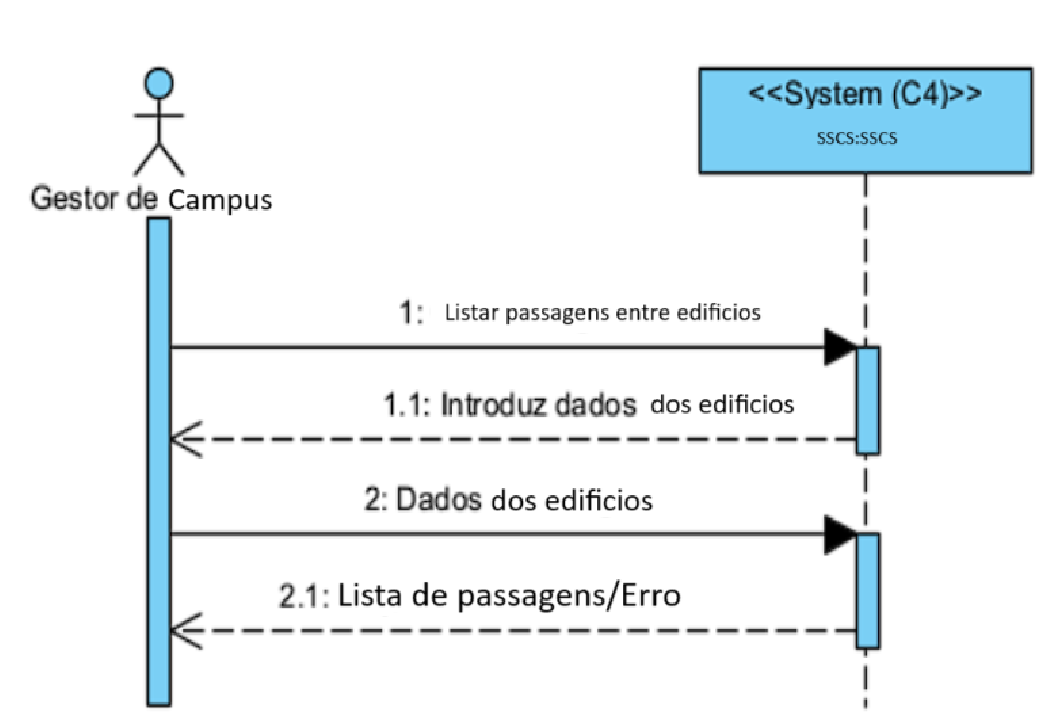 <<System (C4)>>
SSCS:SSCS
Gestor de Campus
1: Listar passagens entre edificios
1.1: Introduz dados dos edificios
2: Dados dos edificios
2.1: Lista de passagens/Erro